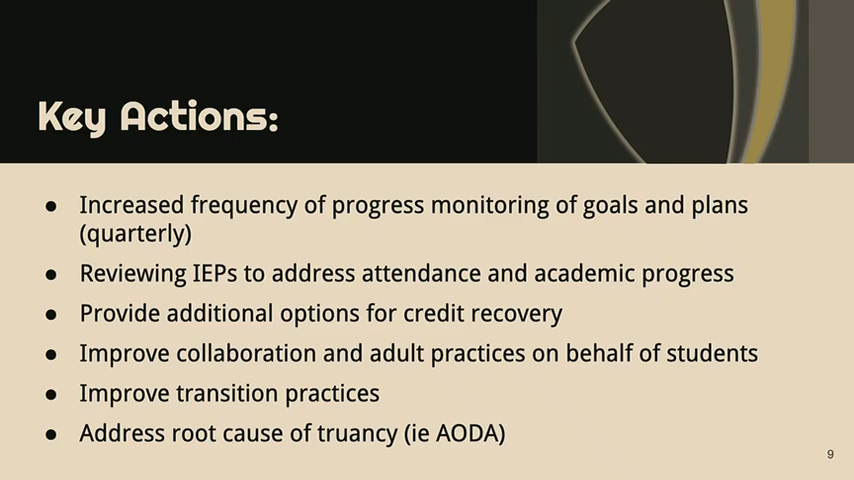 Key Actions:
● Increased frequency of progress monitoring of goals and plans
(quarterly)
● Reviewing IEPs to address attendance and academic progress
● Provide additional options for credit recovery
● Improve collaboration and adult practices on behalf of students
● Improve transition practices
● Address root cause of truancy (ie AODA)
9